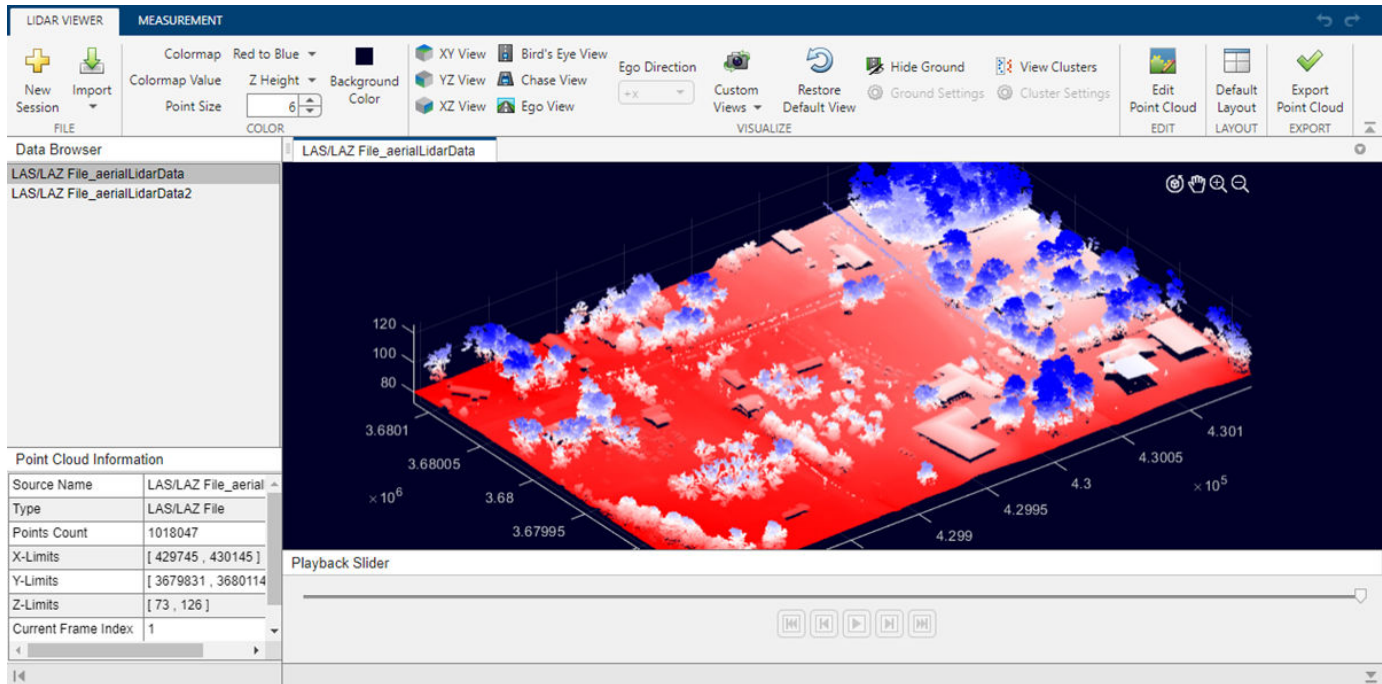 LIDAR VIEWER
MEASUREMENT
New Session
Import
FILE
Colormap Red to Blue
Colormap Value Z Height
Point Size 6
Background Color
COLOR
XY View
YZ View
XZ View
Bird's Eye View
Chase View
Ego View
Ego Direction
+x
Custom Views
Restore Default View
Hide Ground
Ground Settings
View Clusters
Cluster Settings
VISUALIZE
Edit Point Cloud
EDIT
Default Layout
LAYOUT
Export Point Cloud
EXPORT
Data Browser
LAS/LAZ File_aerialLidarData
LAS/LAZ File_aerialLidarData2
LAS/LAZ File_aerialLidarData
120
100
80
3.6801
3.68005
× 10⁶
3.68
3.67995
4.301
4.3005
4.3
× 10⁵
4.2995
4.299
Point Cloud Information
Source Name LAS/LAZ File_aerial
Type LAS/LAZ File
Points Count 1018047
X-Limits [ 429745 , 430145 ]
Y-Limits [ 3679831 , 3680114
Z-Limits [ 73 , 126 ]
Current Frame Index 1
Playback Slider